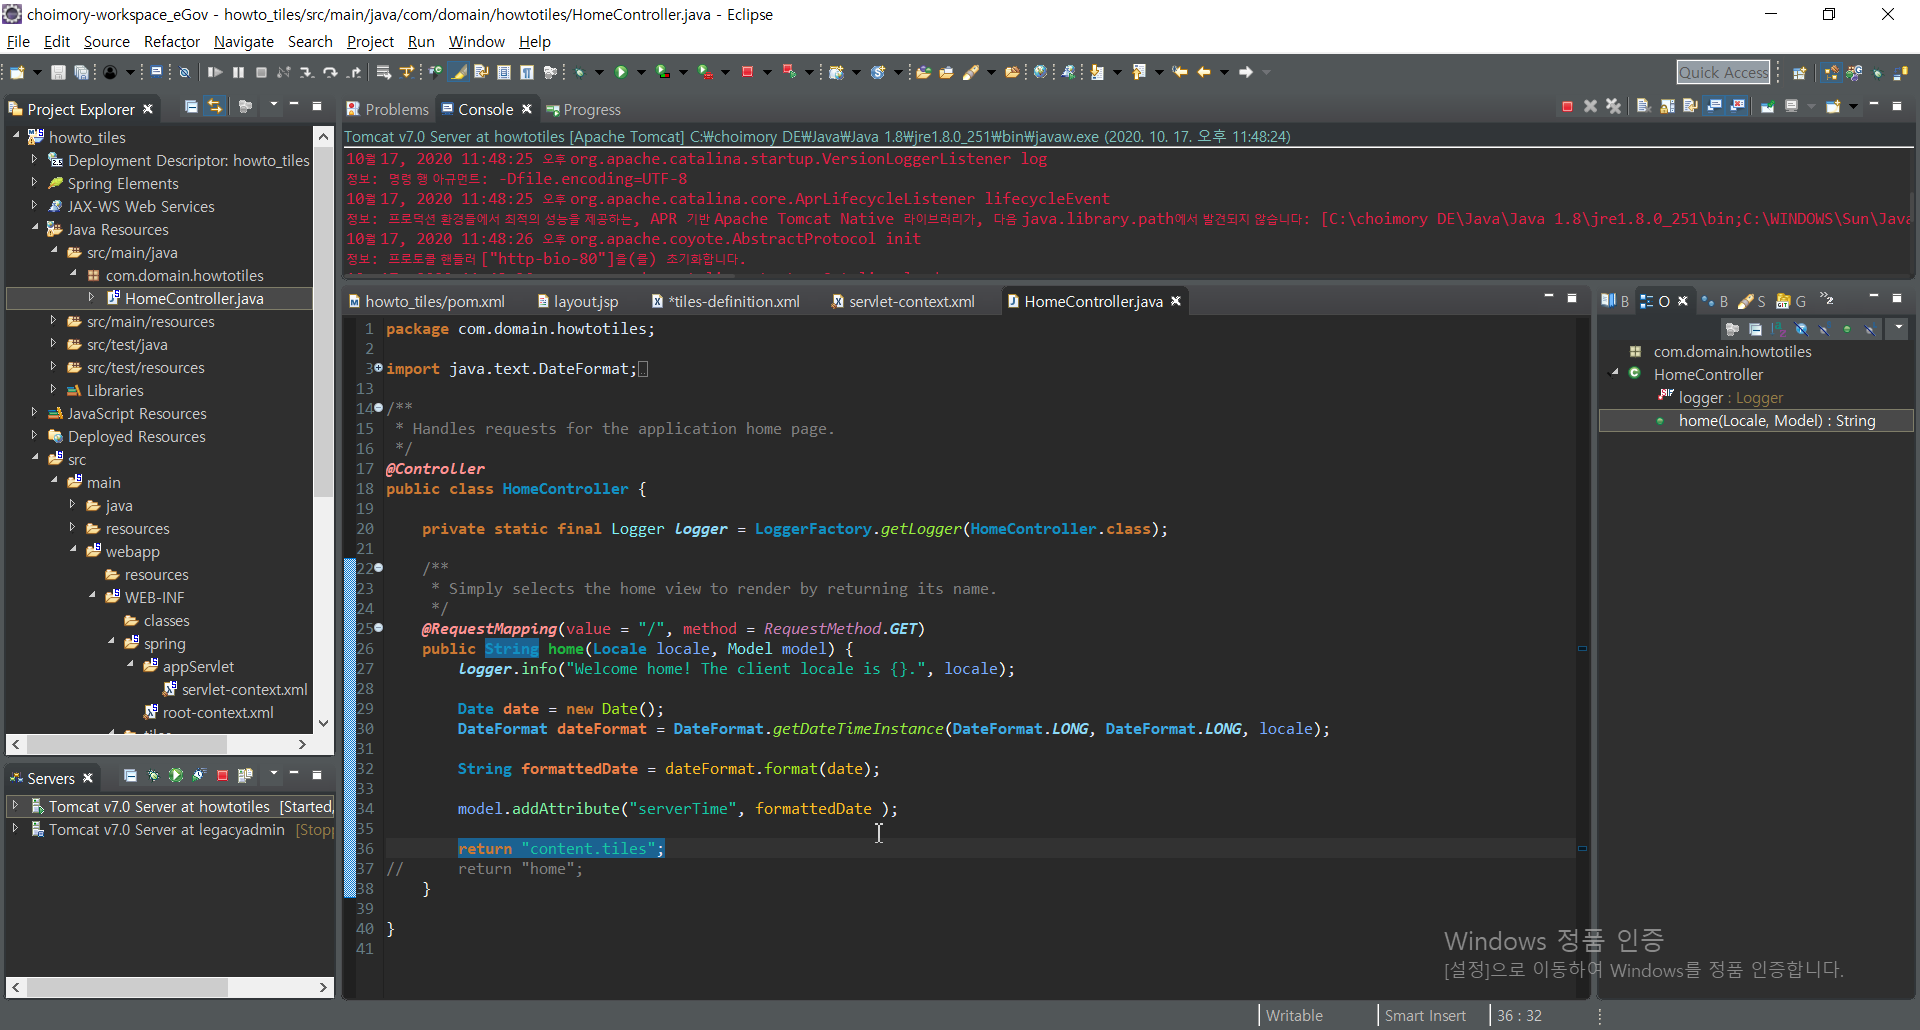 choimory-workspace_eGov - howto_tiles/src/main/java/com/domain/howtotiles/HomeController.java - Eclipse
File Edit Source Refactor Navigate Search Project Run Window Help
Quick Access
Project Explorer
howto_tiles
Deployment Descriptor: howto_tiles
Spring Elements
JAX-WS Web Services
Java Resources
src/main/java
com.domain.howtotiles
HomeController.java
src/main/resources
src/test/java
src/test/resources
Libraries
JavaScript Resources
Deployed Resources
src
main
java
resources
webapp
resources
WEB-INF
classes
spring
appServlet
servlet-context.xml
root-context.xml
Servers
Tomcat v7.0 Server at howtotiles [Started,
Tomcat v7.0 Server at legacyadmin [Stopp
Problems Console Progress
Tomcat v7.0 Server at howtotiles [Apache Tomcat] C:₩choimory DE₩Java₩Java 1.8₩jre1.8.0_251₩bin₩javaw.exe (2020. 10. 17. 오후 11:48:24)
10월 17, 2020 11:48:25 오후 org.apache.catalina.startup.VersionLoggerListener log
정보: 명령 행 아규먼트: -Dfile.encoding=UTF-8
10월 17, 2020 11:48:25 오후 org.apache.catalina.core.AprLifecycleListener lifecycleEvent
정보: 프로덕션 환경들에서 최적의 성능을 제공하는, APR 기반 Apache Tomcat Native 라이브러리가, 다음 java.library.path에서 발견되지 않습니다: [C:\choimory DE\Java\Java 1.8\jre1.8.0_251\bin;C:\WINDOWS\Sun\Java
10월 17, 2020 11:48:26 오후 org.apache.coyote.AbstractProtocol init
정보: 프로토콜 핸들러 ["http-bio-80"]을(를) 초기화합니다.
howto_tiles/pom.xml layout.jsp *tiles-definition.xml servlet-context.xml HomeController.java
1 package com.domain.howtotiles;
2
3 import java.text.DateFormat;
13
14 /**
15 * Handles requests for the application home page.
16 */
17 @Controller
18 public class HomeController {
19
20 private static final Logger logger = LoggerFactory.getLogger(HomeController.class);
21
22 /**
23 * Simply selects the home view to render by returning its name.
24 */
25 @RequestMapping(value = "/", method = RequestMethod.GET)
26 public String home(Locale locale, Model model) {
27 logger.info("Welcome home! The client locale is {}.", locale);
28
29 Date date = new Date();
30 DateFormat dateFormat = DateFormat.getDateTimeInstance(DateFormat.LONG, DateFormat.LONG, locale);
31
32 String formattedDate = dateFormat.format(date);
33
34 model.addAttribute("serverTime", formattedDate );
35
36 return "content.tiles";
37 // return "home";
38 }
39
40 }
41
B O B S G »2
com.domain.howtotiles
HomeController
logger : Logger
home(Locale, Model) : String
Windows 정품 인증
[설정]으로 이동하여 Windows를 정품 인증합니다.
Writable Smart Insert 36 : 32